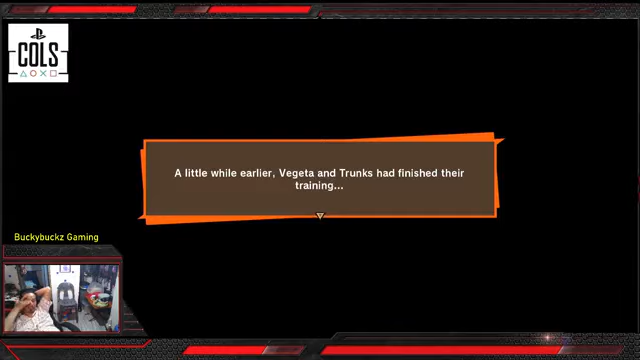 COLS
A little while earlier, Vegeta and Trunks had finished their
training...
Buckybuckz Gaming